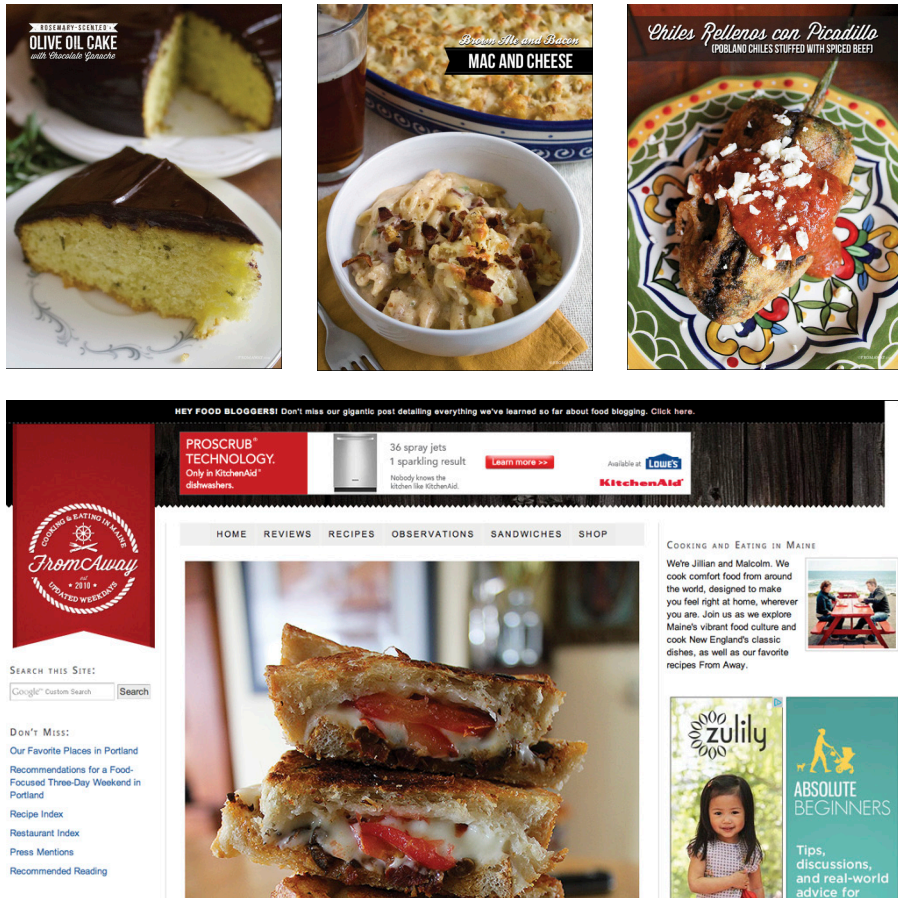 ROSEMARY-SCENTED
OLIVE OIL CAKE
with Chocolate Ganache
Brown Ale and Bacon
MAC AND CHEESE
Chiles Rellenos con Picadillo
(POBLANO CHILES STUFFED WITH SPICED BEEF)
HEY FOOD BLOGGERS! Don't miss our gigantic post detailing everything we've learned so far about food blogging. Click here.
PROSCRUB®
TECHNOLOGY.
Only in KitchenAid™
dishwashers.
36 spray jets
1 sparkling result
Nobody knows the
kitchen like KitchenAid.
Learn more >>
Available at
LOWE'S
KitchenAid®
COOKING & EATING IN MAINE
FromAway
est
2010
UPDATED WEEKDAYS
HOME
REVIEWS
RECIPES
OBSERVATIONS
SANDWICHES
SHOP
SEARCH THIS SITE:
Google™ Custom Search
Search
DON'T MISS:
Our Favorite Places in Portland
Recommendations for a Food-
Focused Three-Day Weekend in
Portland
Recipe Index
Restaurant Index
Press Mentions
Recommended Reading
COOKING AND EATING IN MAINE
We're Jillian and Malcolm. We
cook comfort food from around
the world, designed to make
you feel right at home, wherever
you are. Join us as we explore
Maine's vibrant food culture and
cook New England's classic
dishes, as well as our favorite
recipes From Away.
zulily
ABSOLUTE
BEGINNERS
Tips,
discussions,
and real-world
advice for